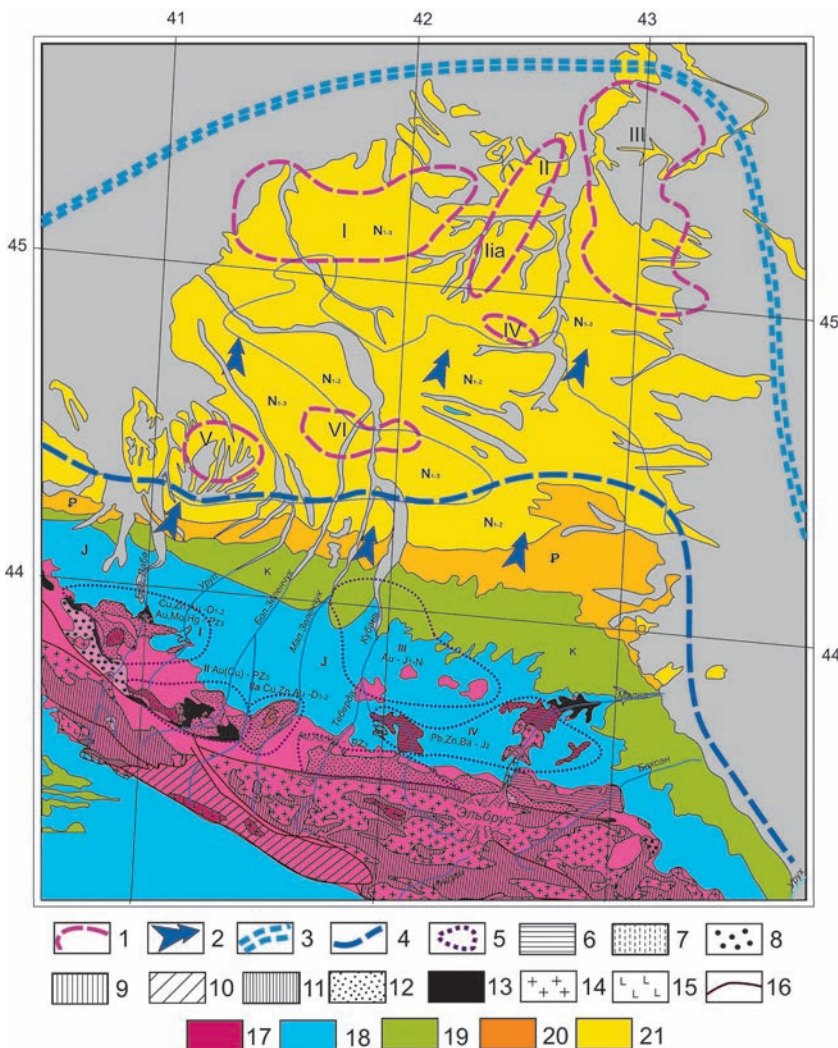 41
42
43
III
II
I
N1-3
IIa
45
45
IV
N1-3
N1-2
N1-2
N1-3
V
VI
N1-3
N1-2
P
P
44
J
K
Уруп
Бол.Зеленчук
Мал.Зеленчук
Кубань
44
Cu,Zn,Au -D1-2
Au,Mo,Hg - PZ3
I
J
K
III
Au - J1-N
II Au(Cu) - PZ3
IIa Cu,Zn,Au -D1-2
Теберда
Малка
IV
Pb,Zn,Ba - J2
Баксан
Эльбрус
Урух
41
42
43
1 2 3 4 5 6 7 8
9 10 11 12 13 14 15 16
17 18 19 20 21